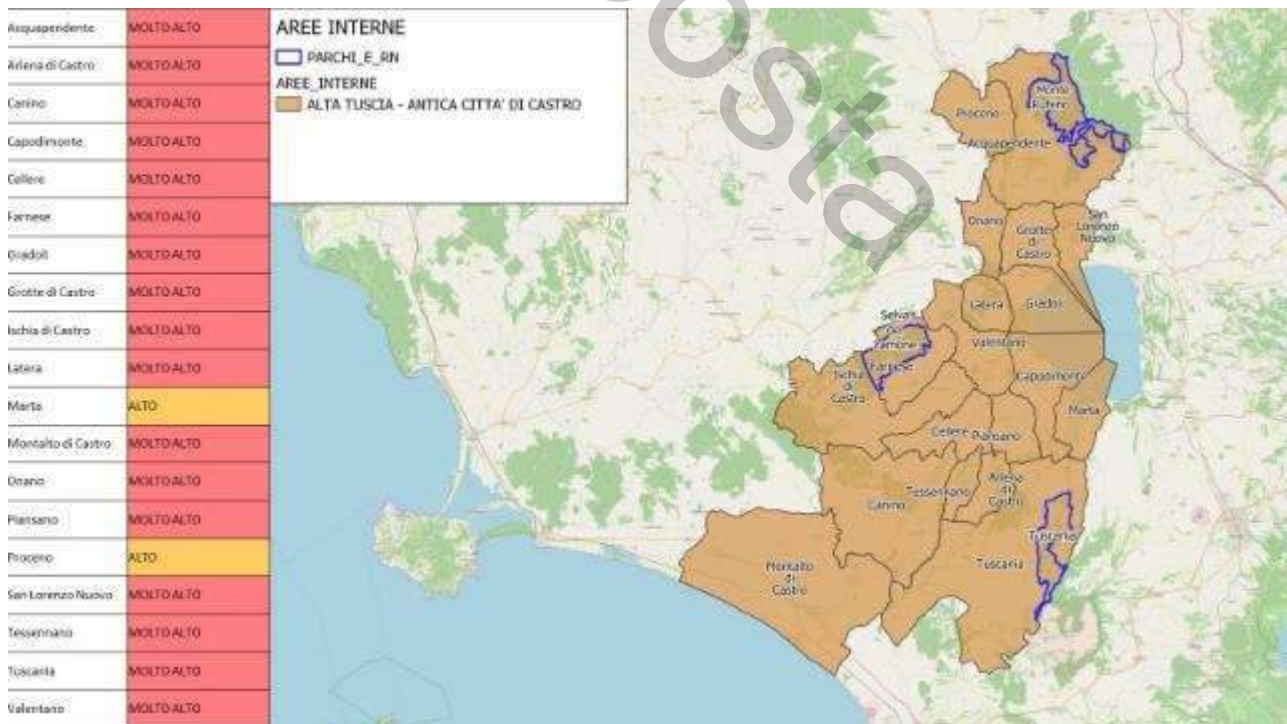 Acquapendente MOLTO ALTO
Arlena di Castro MOLTO ALTO
Canino MOLTO ALTO
Capodimonte MOLTO ALTO
Cellere MOLTO ALTO
Farnese MOLTO ALTO
Gradoli MOLTO ALTO
Grotte di Castro MOLTO ALTO
Ischia di Castro MOLTO ALTO
Latera MOLTO ALTO
Marta ALTO
Montalto di Castro MOLTO ALTO
Onano MOLTO ALTO
Piansano MOLTO ALTO
Proceno ALTO
San Lorenzo Nuovo MOLTO ALTO
Tessennano MOLTO ALTO
Tuscania MOLTO ALTO
Valentano MOLTO ALTO
AREE INTERNE
PARCHI_E_RN
AREE_INTERNE
ALTA TUSCIA - ANTICA CITTA' DI CASTRO
Monte
Rufeno
Proceno
Acquapendente
Onano
Grotte
di
Castro
San
Lorenzo
Nuovo
Latera
Gradoli
Selva
Lamone
Farnese
Valentano
Ischia
di
Castro
Capodimonte
Marta
Cellere
Piansano
Arlena
di
Castro
Tessennano
Canino
Tuscania
Tuscania
Montalto
di
Castro
osta